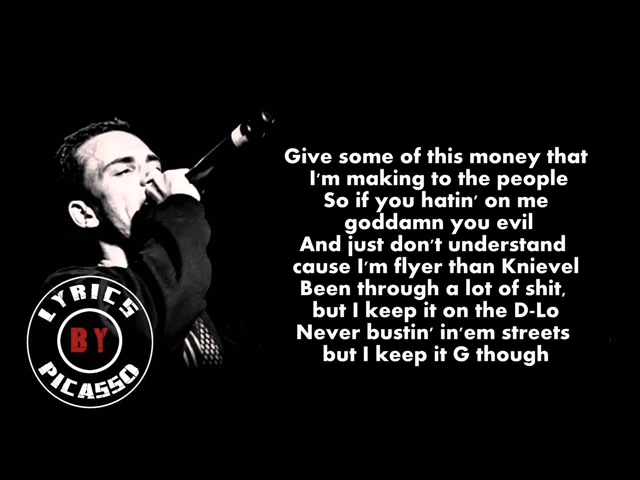 Give some of this money that
I'm making to the people
So if you hatin' on me
goddamn you evil
And just don't understand
cause I'm flyer than Knievel
Been through a lot of shit,
but I keep it on the D-Lo
Never bustin' in'em streets
but I keep it G though
LYRICS
BY
PICASSO